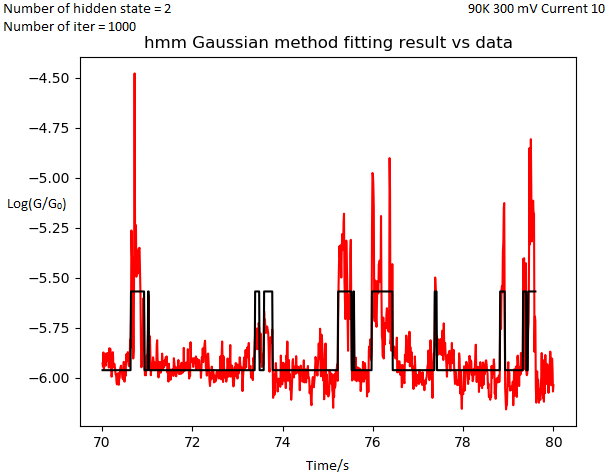 Number of hidden state = 2
90K 300 mV Current 10
Number of iter = 1000
hmm Gaussian method fitting result vs data
−4.50
−4.75
−5.00
Log(G/G₀)
−5.25
−5.50
−5.75
−6.00
70 72 74 76 78 80
Time/s